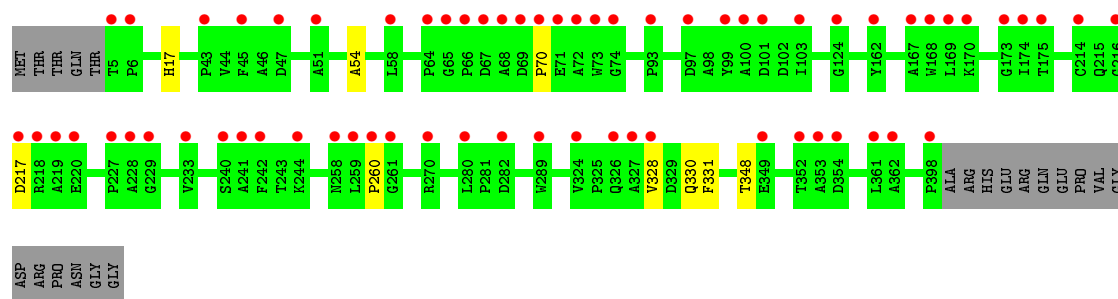 MET THR THR GLN THR T5 P6 H17 P43 V44 F45 A46 D47 A51 A54 L58 P64 G65 P66 D67 A68 D69 P70 E71 A72 W73 G74 P93 D97 A98 Y99 A100 D101 D102 I103 G124 Y162 A167 W168 L169 K170 G173 I174 T175 C214 Q215
D217 R218 A219 E220 P227 A228 G229 V233 S240 A241 F242 T243 K244 N258 L259 P260 G261 R270 L280 P281 D282 W289 V324 P325 Q326 A327 V328 D329 Q330 F331 T348 E349 T352 A353 D354 L361 A362 P398 ALA ARG HIS GLU ARG GLN GLU PRO VAL GLY
ASP ARG PRO ASN GLY GLY